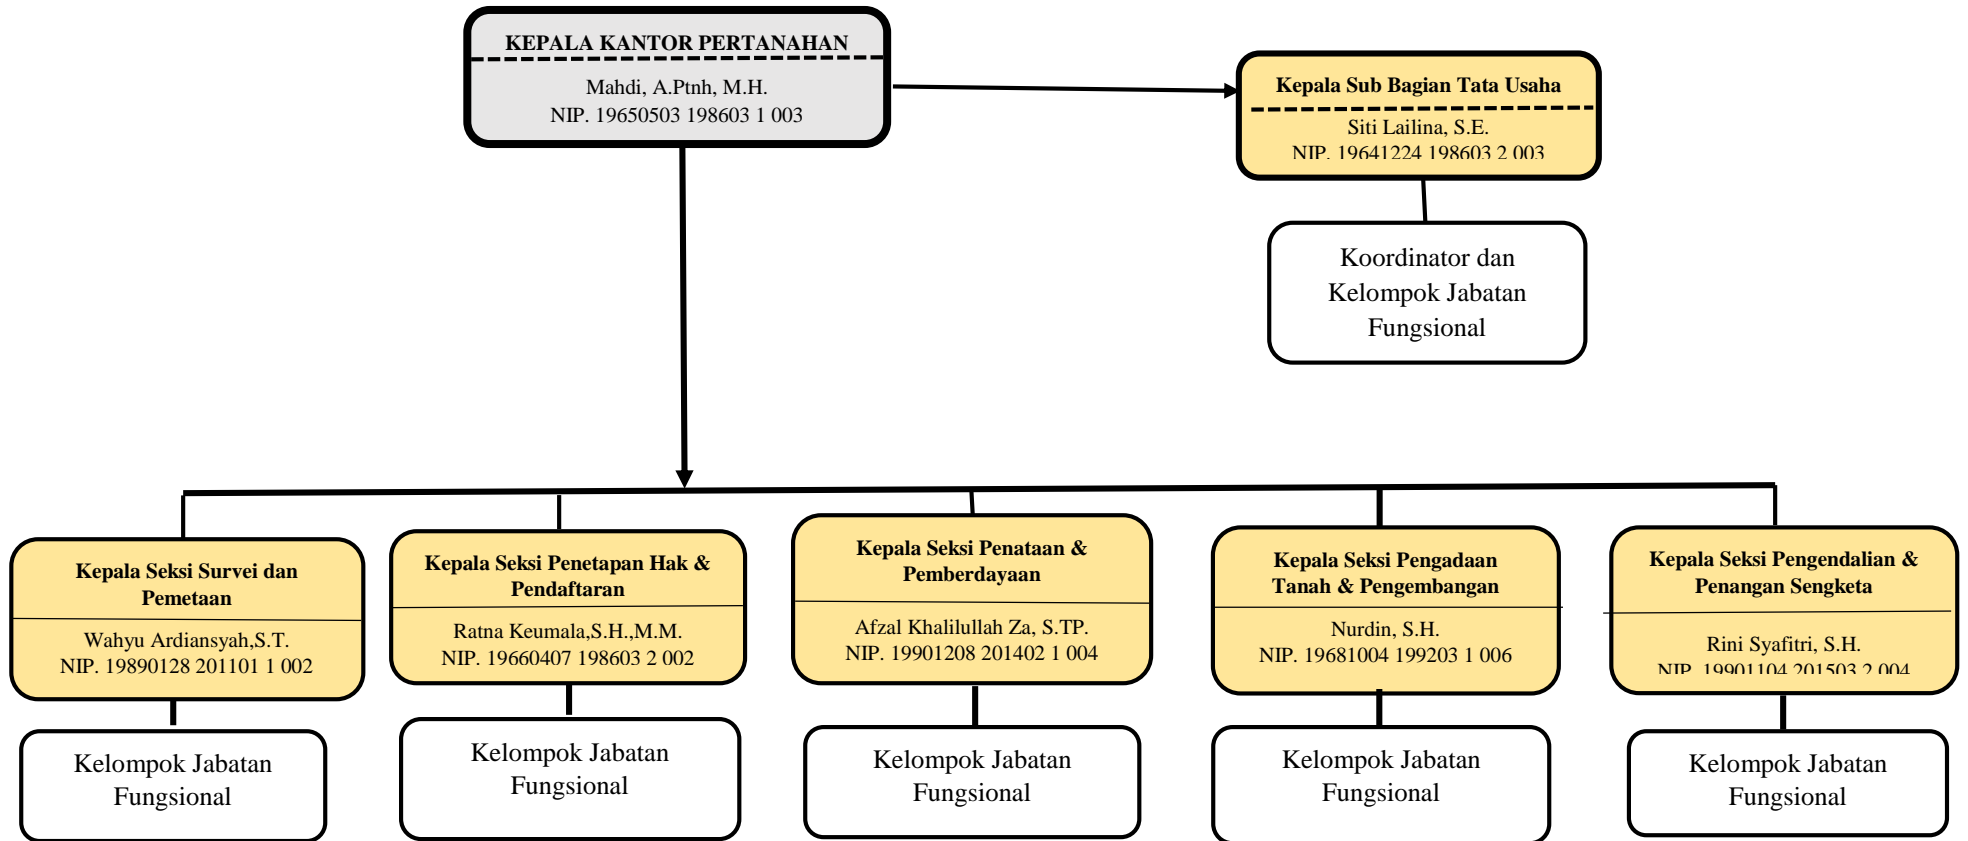 KEPALA KANTOR PERTANAHAN
Mahdi, A.Ptnh, M.H.
NIP. 19650503 198603 1 003
Kepala Sub Bagian Tata Usaha
Siti Lailina, S.E.
NIP. 19641224 198603 2 003
Koordinator dan
Kelompok Jabatan
Fungsional
Kepala Seksi Survei dan
Pemetaan
Wahyu Ardiansyah,S.T.
NIP. 19890128 201101 1 002
Kelompok Jabatan
Fungsional
Kepala Seksi Penetapan Hak &
Pendaftaran
Ratna Keumala,S.H.,M.M.
NIP. 19660407 198603 2 002
Kelompok Jabatan
Fungsional
Kepala Seksi Penataan &
Pemberdayaan
Afzal Khalilullah Za, S.TP.
NIP. 19901208 201402 1 004
Kelompok Jabatan
Fungsional
Kepala Seksi Pengadaan
Tanah & Pengembangan
Nurdin, S.H.
NIP. 19681004 199203 1 006
Kelompok Jabatan
Fungsional
Kepala Seksi Pengendalian &
Penangan Sengketa
Rini Syafitri, S.H.
NIP. 19901104 201503 2 004
Kelompok Jabatan
Fungsional